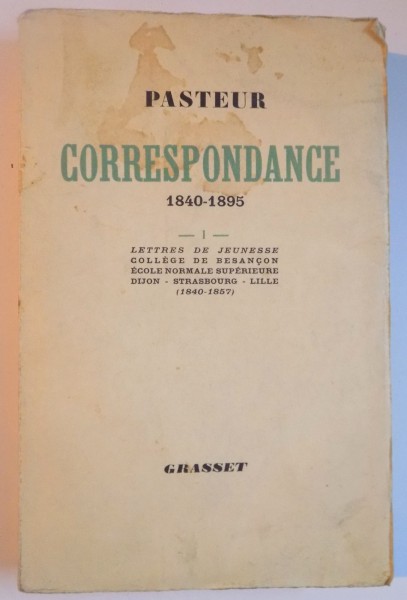 PASTEUR
CORRESPONDANCE
1840-1895
— I —
LETTRES DE JEUNESSE
COLLÈGE DE BESANÇON
ÉCOLE NORMALE SUPÉRIEURE
DIJON - STRASBOURG - LILLE
(1840-1857)
GRASSET